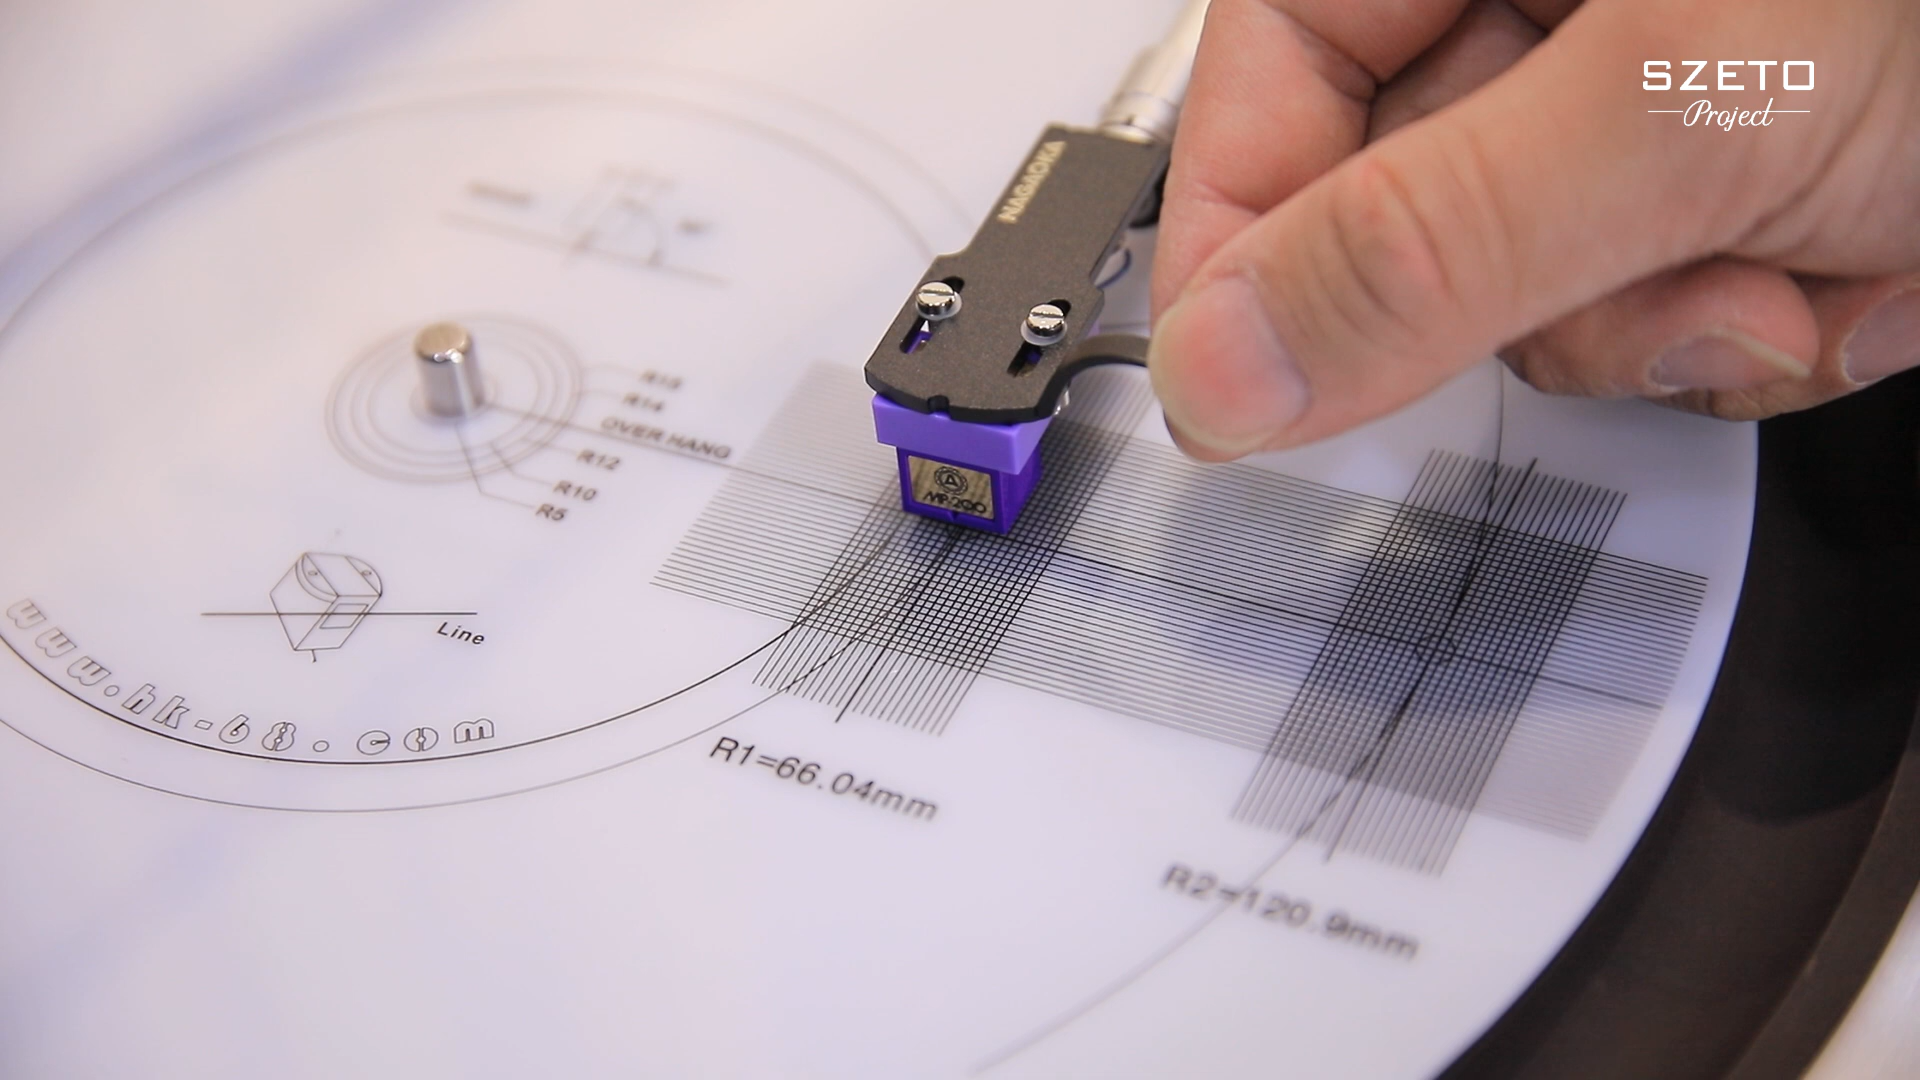 SZETO
Project
NAGAOKA
R15
R14
OVER HANG
R12
R10
R5
MP-200
Line
www.hk-68.com
R1=66.04mm
R2=120.9mm